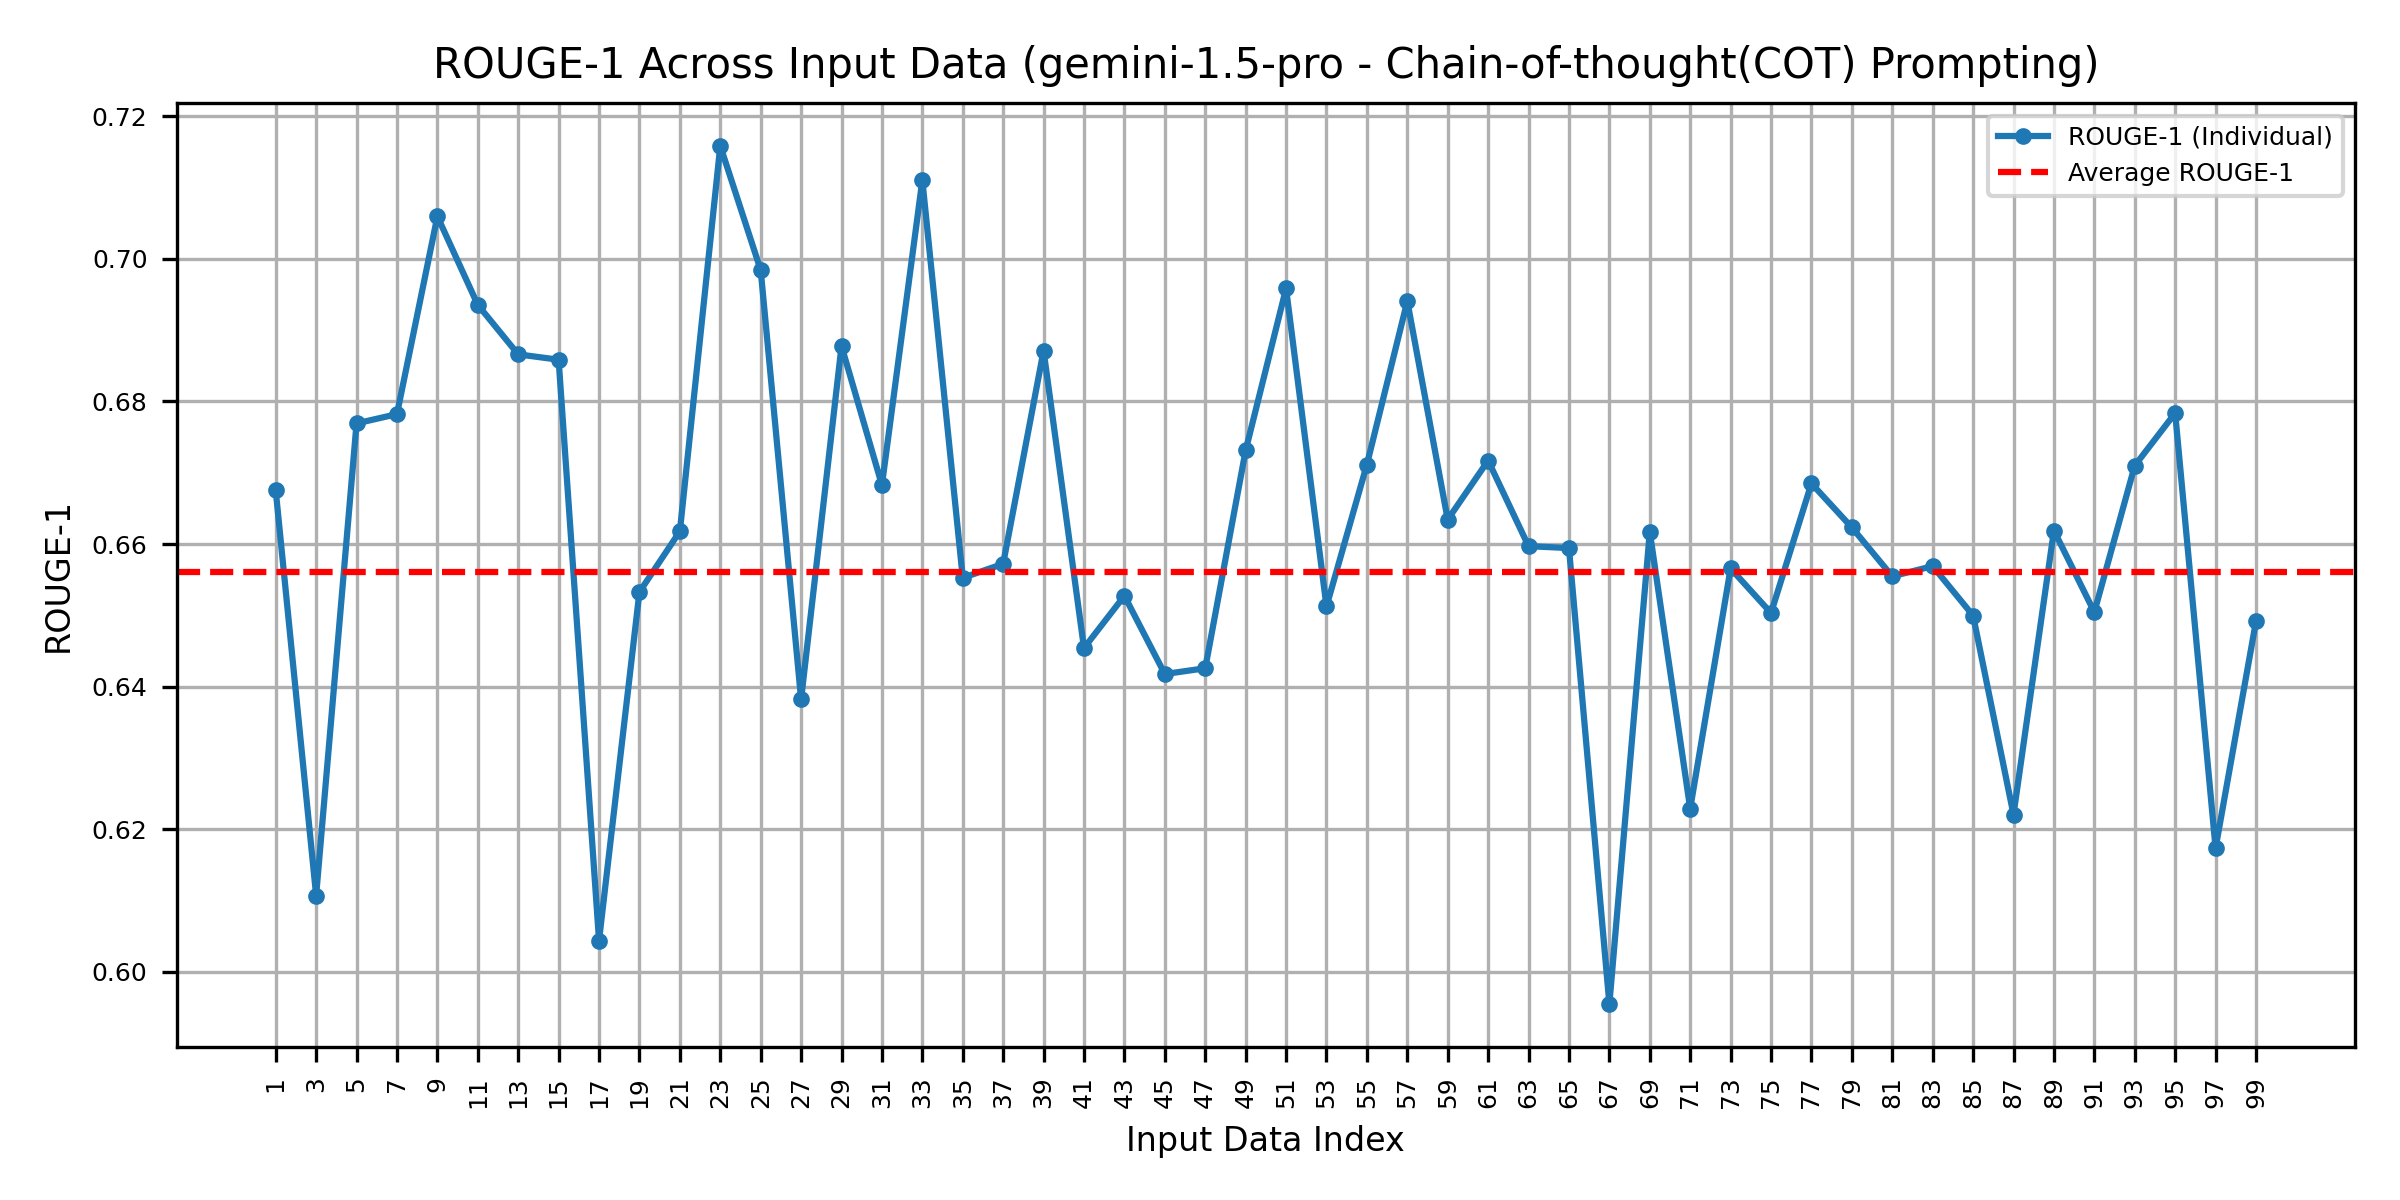 ROUGE-1 Across Input Data (gemini-1.5-pro - Chain-of-thought(COT) Prompting)
ROUGE-1 (Individual)
Average ROUGE-1
ROUGE-1
0.72
0.70
0.68
0.66
0.64
0.62
0.60
1 3 5 7 9 11 13 15 17 19 21 23 25 27 29 31 33 35 37 39 41 43 45 47 49 51 53 55 57 59 61 63 65 67 69 71 73 75 77 79 81 83 85 87 89 91 93 95 97 99
Input Data Index